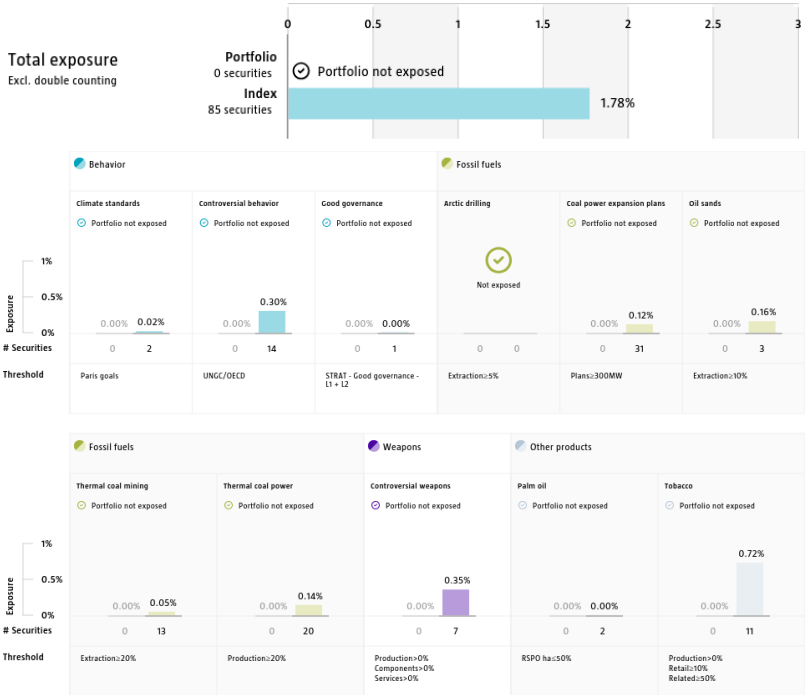 0 0.5 1 1.5 2 2.5 3
Total exposure
Excl. double counting
Portfolio
0 securities
Portfolio not exposed
Index
85 securities
1.78%
Behavior
Fossil fuels
Climate standards
Controversial behavior
Good governance
Arctic drilling
Coal power expansion plans
Oil sands
Portfolio not exposed
Portfolio not exposed
Portfolio not exposed
Portfolio not exposed
Portfolio not exposed
Not exposed
Exposure
1%
0.5%
0%
0.00% 0.02%
0.00% 0.30%
0.00% 0.00%
0.00% 0.12%
0.00% 0.16%
# Securities
0 2
0 14
0 1
0 0
0 31
0 3
Threshold
Paris goals
UNGC/OECD
STRAT - Good governance -
L1 + L2
Extraction≥5%
Plans≥300MW
Extraction≥10%
Fossil fuels
Weapons
Other products
Thermal coal mining
Thermal coal power
Controversial weapons
Palm oil
Tobacco
Portfolio not exposed
Portfolio not exposed
Portfolio not exposed
Portfolio not exposed
Portfolio not exposed
Exposure
1%
0.5%
0%
0.00% 0.05%
0.00% 0.14%
0.00% 0.35%
0.00% 0.00%
0.00% 0.72%
# Securities
0 13
0 20
0 7
0 2
0 11
Threshold
Extraction≥20%
Production≥20%
Production>0%
Components>0%
Services>0%
RSPO ha≤50%
Production>0%
Retail≥10%
Related≥50%